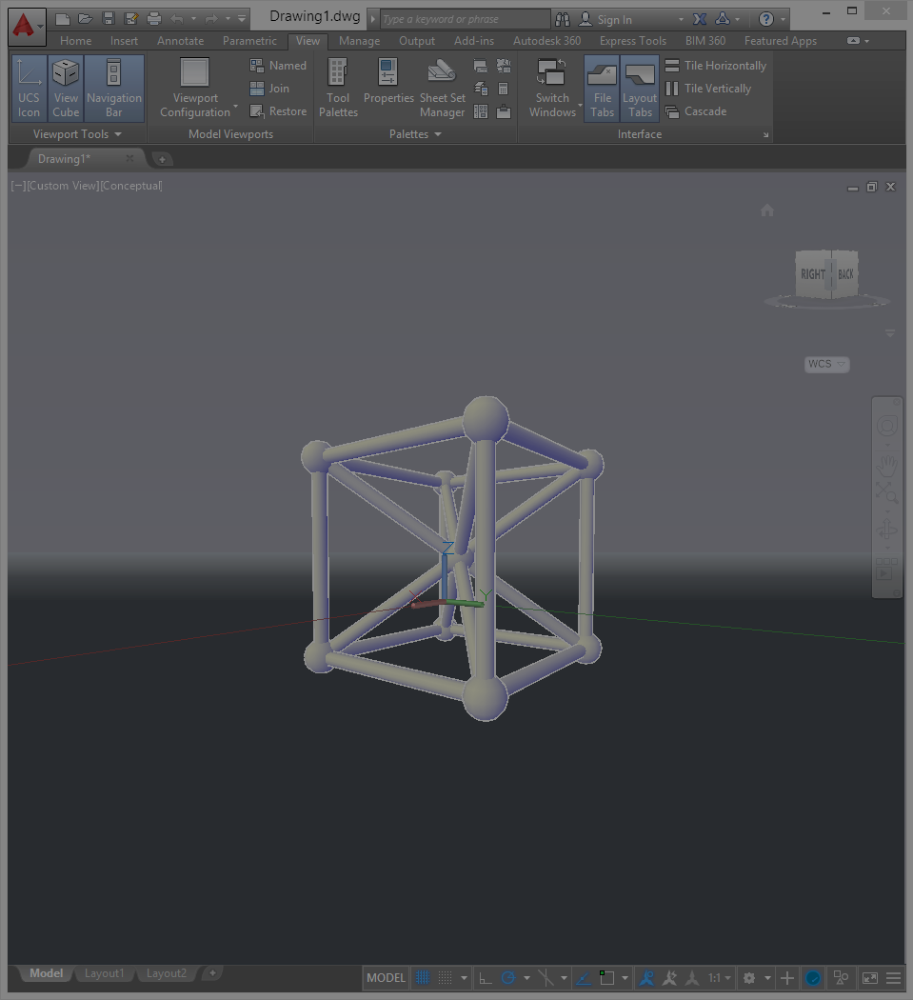 Drawing1.dwg
Type a keyword or phrase
Sign In
Home Insert Annotate Parametric View Manage Output Add-ins Autodesk 360 Express Tools BIM 360 Featured Apps
UCS Icon
View Cube
Navigation Bar
Viewport Configuration
Named
Join
Restore
Tool Palettes
Properties
Sheet Set Manager
Switch Windows
File Tabs
Layout Tabs
Tile Horizontally
Tile Vertically
Cascade
Viewport Tools Model Viewports Palettes Interface
Drawing1*
[−][Custom View][Conceptual]
RIGHT BACK
WCS
Z
X Y
Model Layout1 Layout2 MODEL 1:1